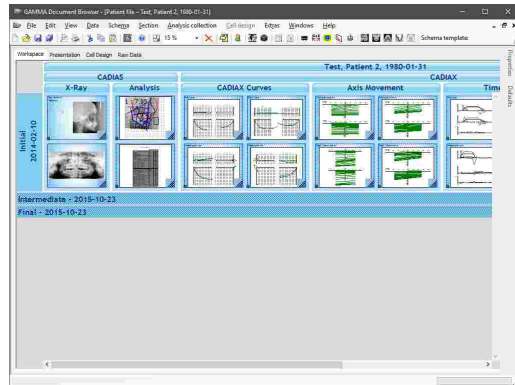 GAMMA Document Browser - [Patient file - Test, Patient 2, 1980-01-31]
File Edit View Data Schema Section Analysis collection Cell design Extras Windows Help
15 % Schema template:
Workspace Presentation Cell Design Raw Data
Properties
Defaults
Test, Patient 2, 1980-01-31
CADIAS CADIAX
X-Ray Analysis CADIAX Curves Axis Movement Time
Initial
2014-02-10
Intermediate - 2015-10-23
Final - 2015-10-23